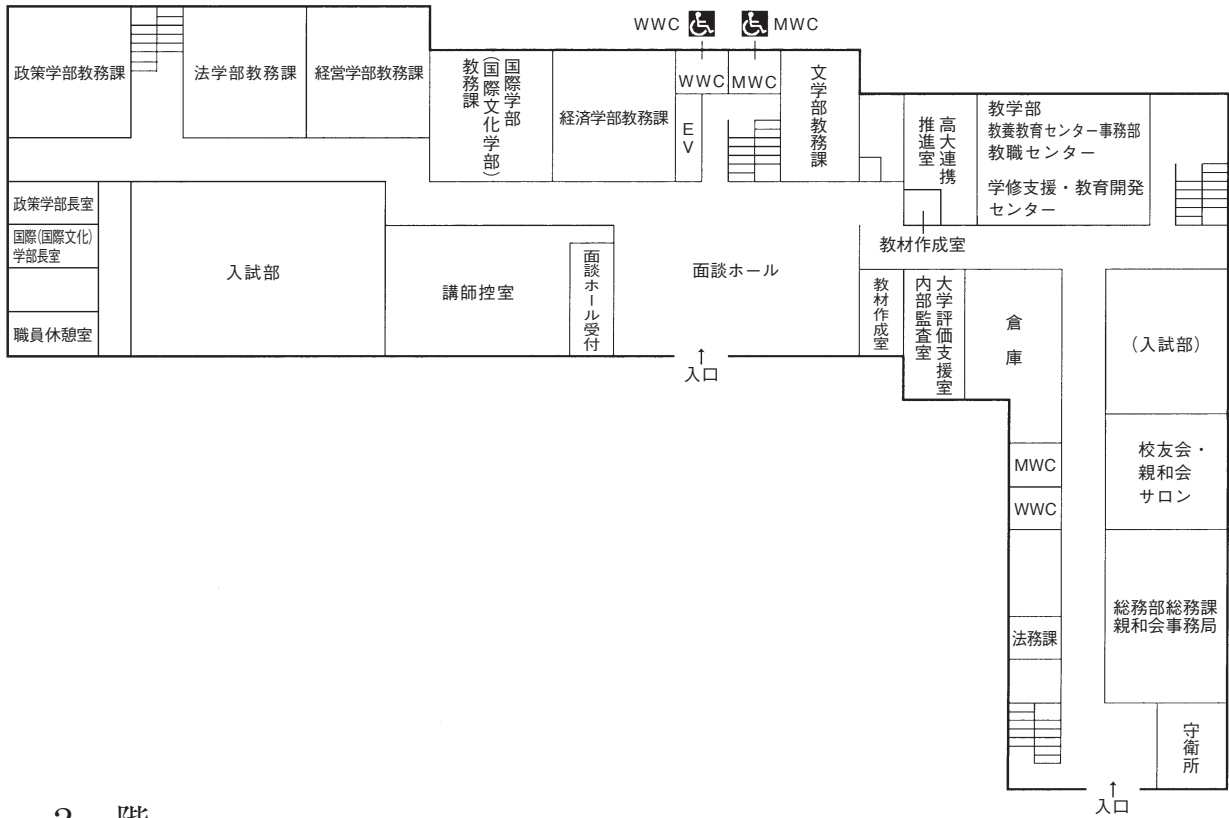 WWC
MWC
政策学部教務課
法学部教務課
経営学部教務課
国際学部
(国際文化学部)
教務課
経済学部教務課
WWC
MWC
EV
文学部教務課
高大連携
推進室
教学部
教養教育センター事務部
教職センター
学修支援・教育開発
センター
政策学部長室
国際(国際文化)
学部長室
職員休憩室
入試部
講師控室
面談ホール受付
面談ホール
教材作成室
教材作成室
大学評価支援室
内部監査室
倉庫
(入試部)
↑
入口
MWC
WWC
校友会・
親和会
サロン
法務課
総務部総務課
親和会事務局
守衛所
↑
入口